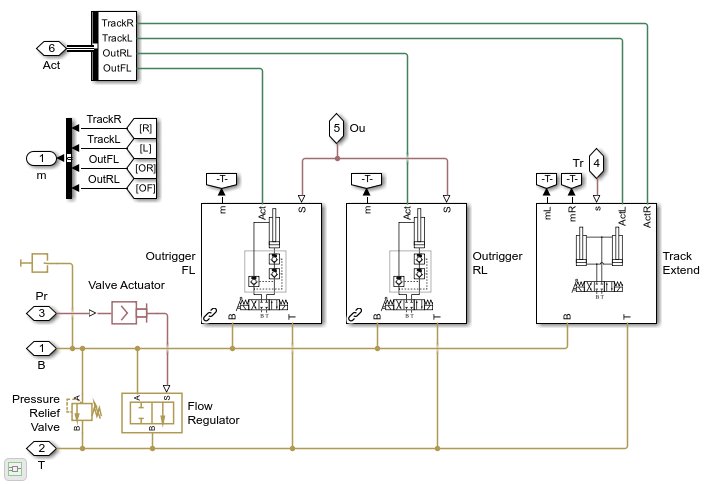 TrackR
TrackL
OutRL
OutFL
6
Act
TrackR
[R]
TrackL
[L]
OutFL
[OR]
OutRL
[OF]
1
m
5
Ou
Tr
4
-T-
-T-
-T-
-T-
m
Act
S
m
Act
S
mL
mR
s
ActL
ActR
Outrigger
FL
Outrigger
RL
Track
Extend
B T
B T
B T
B
T
B
T
B
T
Valve Actuator
Pr
3
1
B
A
S
Pressure
Relief
Valve
A
B
B
Flow
Regulator
2
T